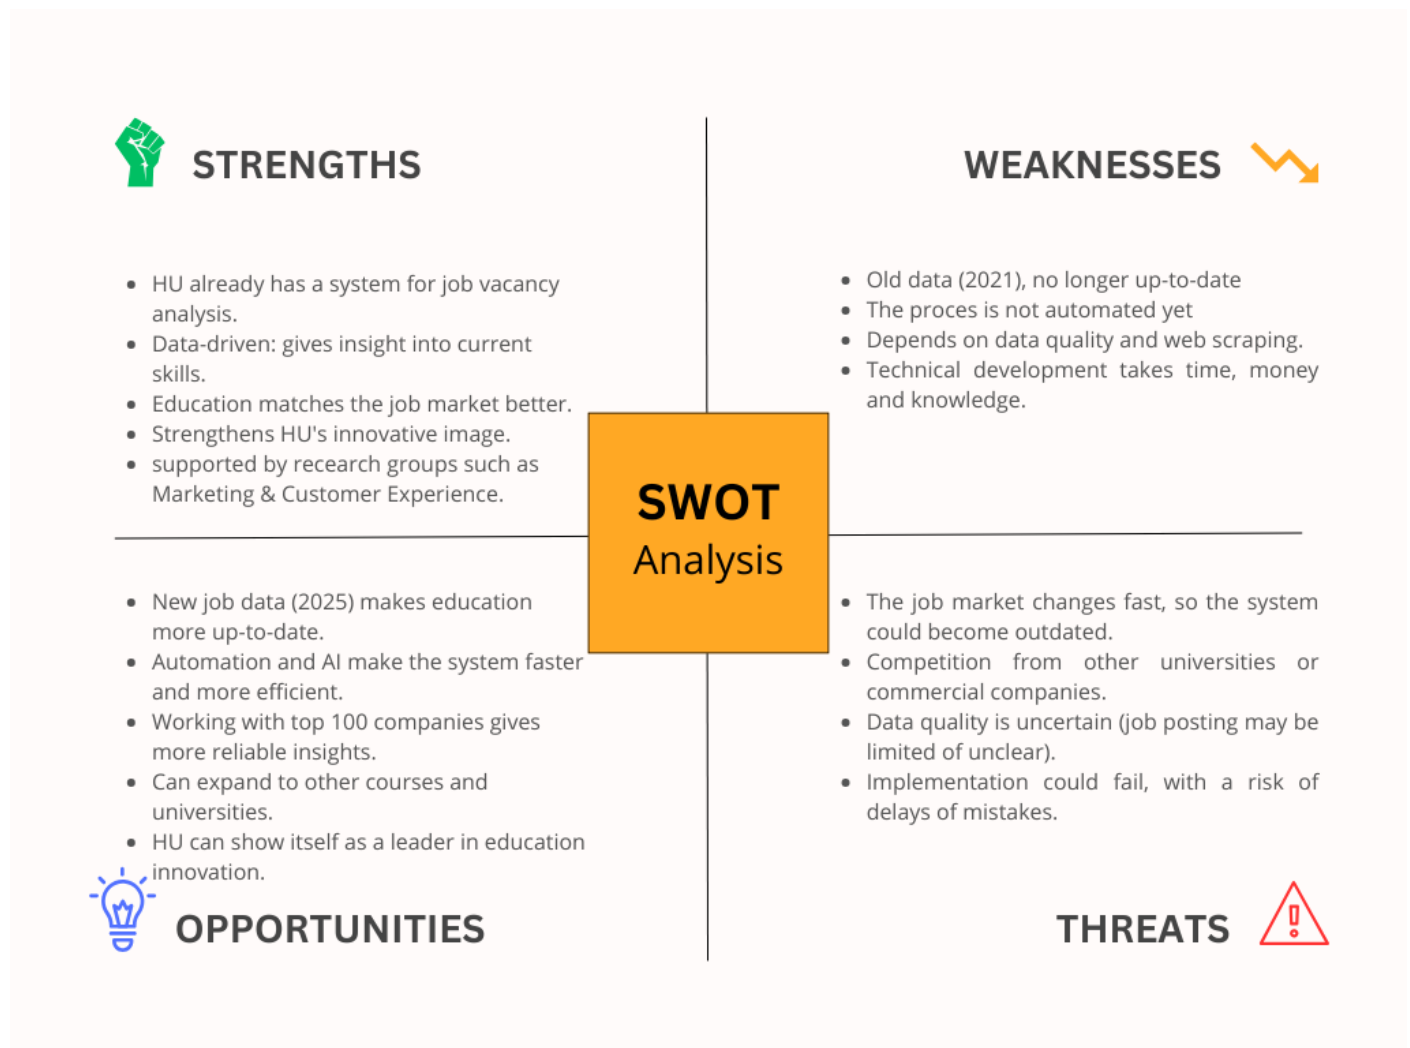 STRENGTHS
• HU already has a system for job vacancy
analysis.
• Data-driven: gives insight into current
skills.
• Education matches the job market better.
• Strengthens HU's innovative image.
• supported by recearch groups such as
Marketing & Customer Experience.
WEAKNESSES
• Old data (2021), no longer up-to-date
• The proces is not automated yet
• Depends on data quality and web scraping.
• Technical development takes time, money
and knowledge.
SWOT
Analysis
• New job data (2025) makes education
more up-to-date.
• Automation and AI make the system faster
and more efficient.
• Working with top 100 companies gives
more reliable insights.
• Can expand to other courses and
universities.
• HU can show itself as a leader in education
innovation.
OPPORTUNITIES
• The job market changes fast, so the system
could become outdated.
• Competition from other universities or
commercial companies.
• Data quality is uncertain (job posting may be
limited of unclear).
• Implementation could fail, with a risk of
delays of mistakes.
THREATS